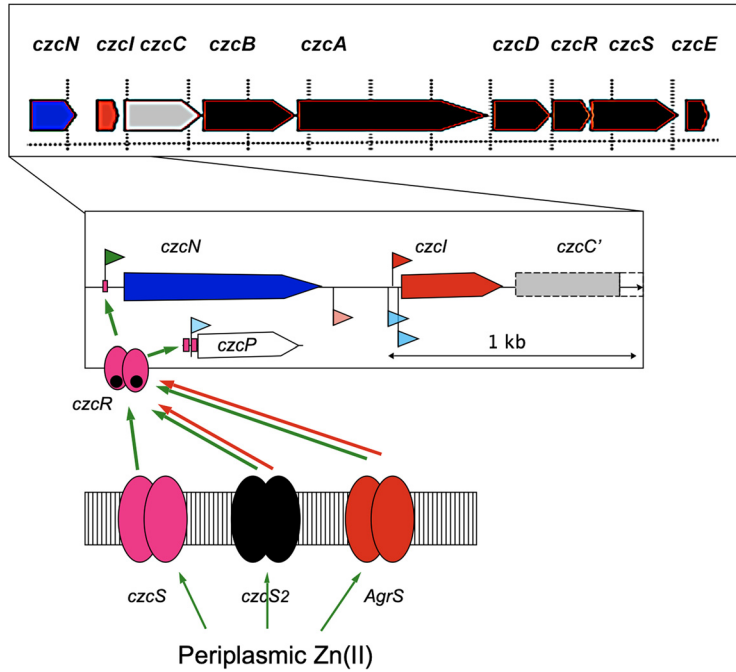 czcN czcI czcC czcB czcA czcD czcR czcS czcE
czcN czcI czcC’
czcP 1 kb
czcR
czcS czcS2 AgrS
Periplasmic Zn(II)